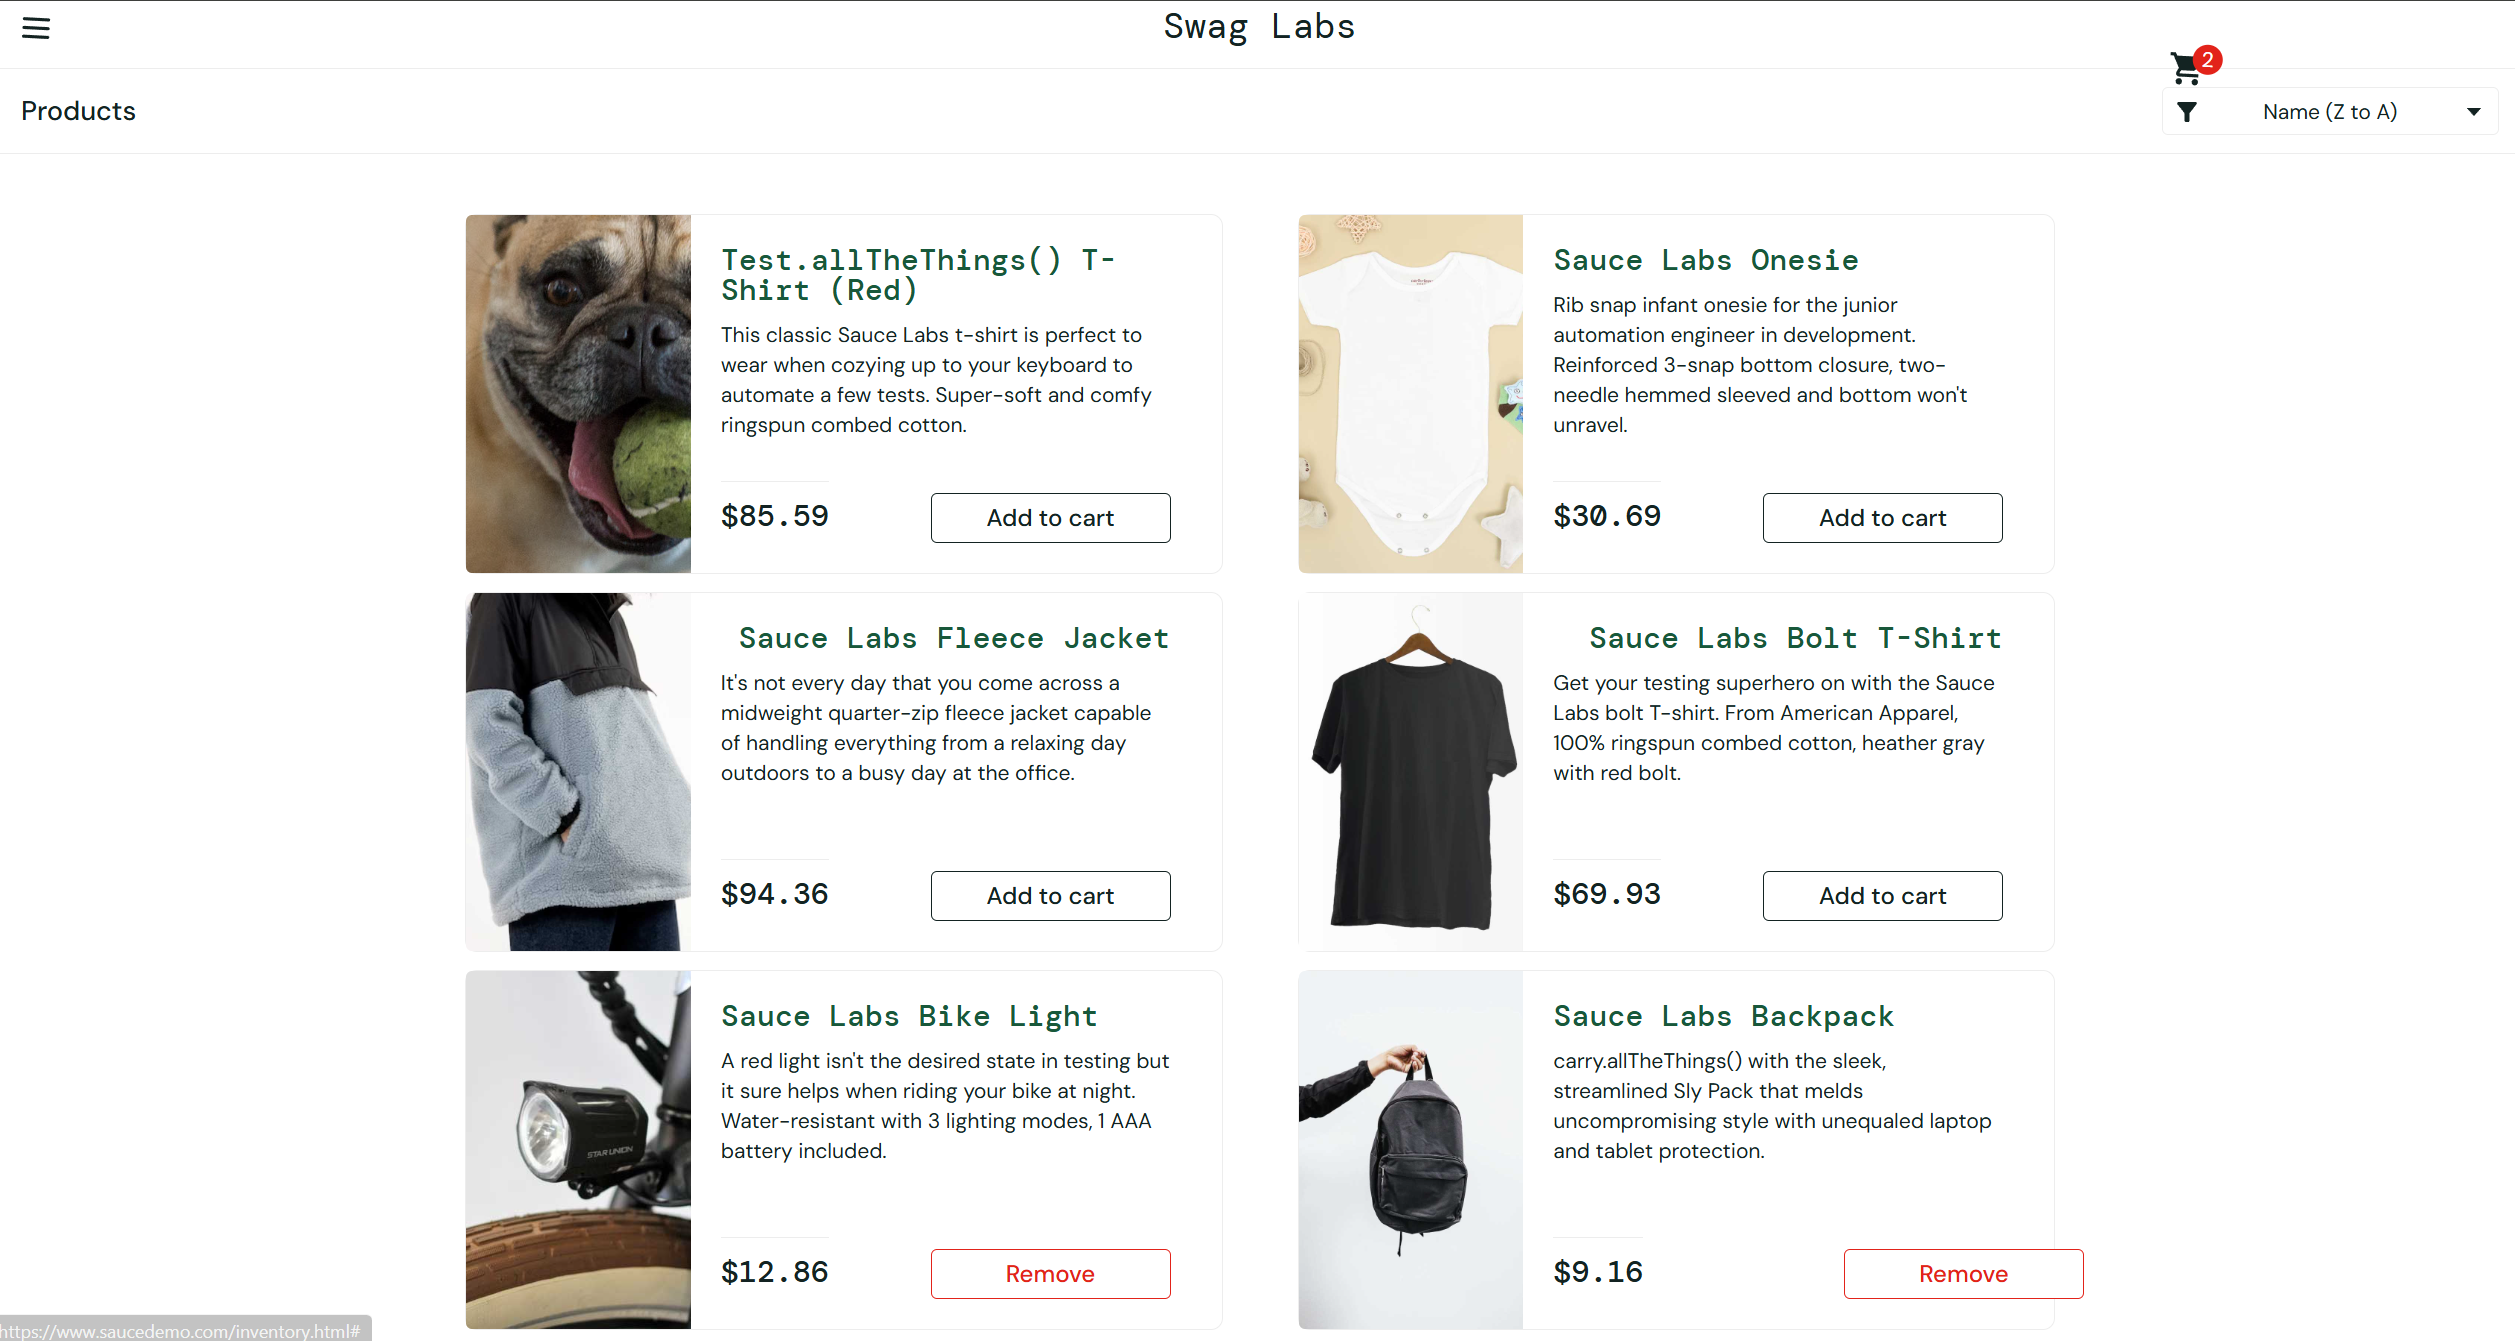 Swag Labs
2
Products
Name (Z to A)
Test.allTheThings() T-
Shirt (Red)
This classic Sauce Labs t-shirt is perfect to
wear when cozying up to your keyboard to
automate a few tests. Super-soft and comfy
ringspun combed cotton.
$85.59
Add to cart
Sauce Labs Onesie
Rib snap infant onesie for the junior
automation engineer in development.
Reinforced 3-snap bottom closure, two-
needle hemmed sleeved and bottom won't
unravel.
$30.69
Add to cart
Sauce Labs Fleece Jacket
It's not every day that you come across a
midweight quarter-zip fleece jacket capable
of handling everything from a relaxing day
outdoors to a busy day at the office.
$94.36
Add to cart
Sauce Labs Bolt T-Shirt
Get your testing superhero on with the Sauce
Labs bolt T-shirt. From American Apparel,
100% ringspun combed cotton, heather gray
with red bolt.
$69.93
Add to cart
Sauce Labs Bike Light
A red light isn't the desired state in testing but
it sure helps when riding your bike at night.
Water-resistant with 3 lighting modes, 1 AAA
battery included.
STAR UNION
$12.86
Remove
Sauce Labs Backpack
carry.allTheThings() with the sleek,
streamlined Sly Pack that melds
uncompromising style with unequaled laptop
and tablet protection.
$9.16
Remove
https://www.saucedemo.com/inventory.html#